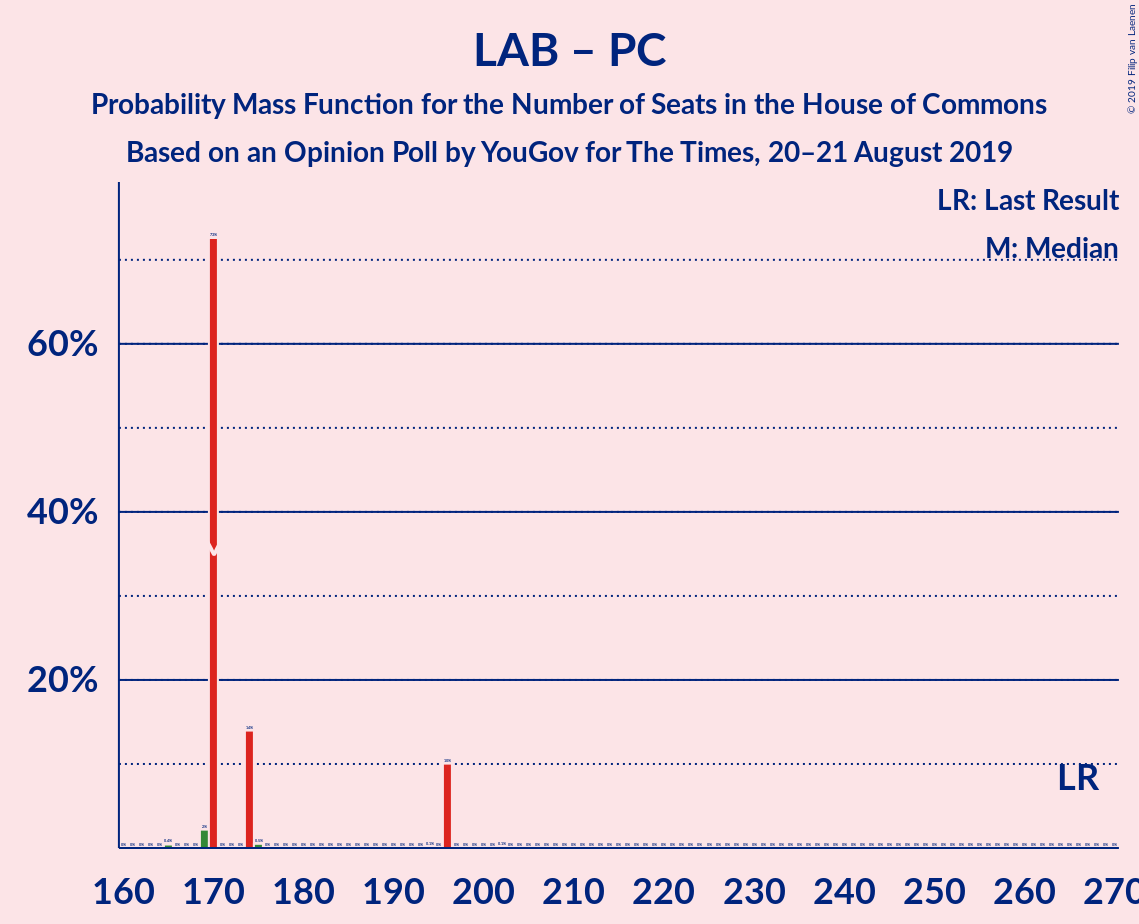 LAB – PC
Probability Mass Function for the Number of Seats in the House of Commons
Based on an Opinion Poll by YouGov for The Times, 20–21 August 2019
© 2019 Filip van Laenen
LR: Last Result
M: Median
60%
40%
20%
M
LR
160 170 180 190 200 210 220 230 240 250 260 270